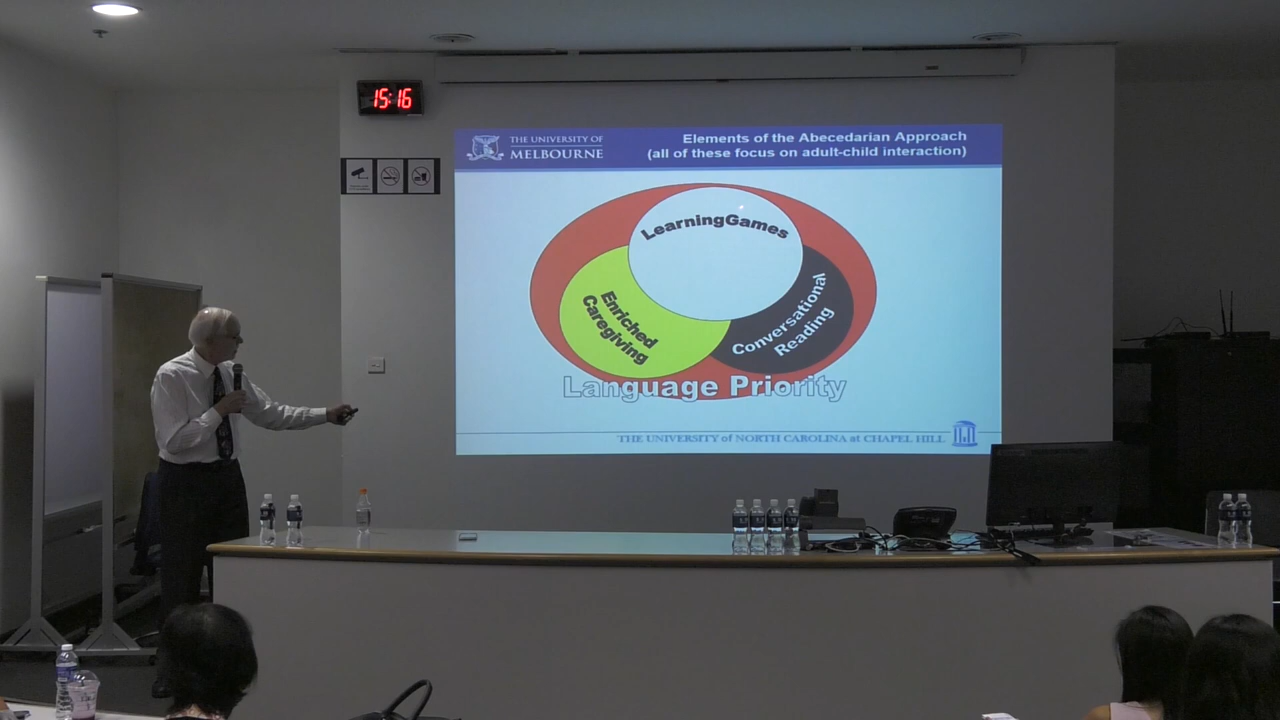 15:16
THE UNIVERSITY OF
MELBOURNE
Elements of the Abecedarian Approach
(all of these focus on adult-child interaction)
LearningGames
Enriched
Caregiving
Conversational
Reading
Language Priority
THE UNIVERSITY of NORTH CAROLINA at CHAPEL HILL